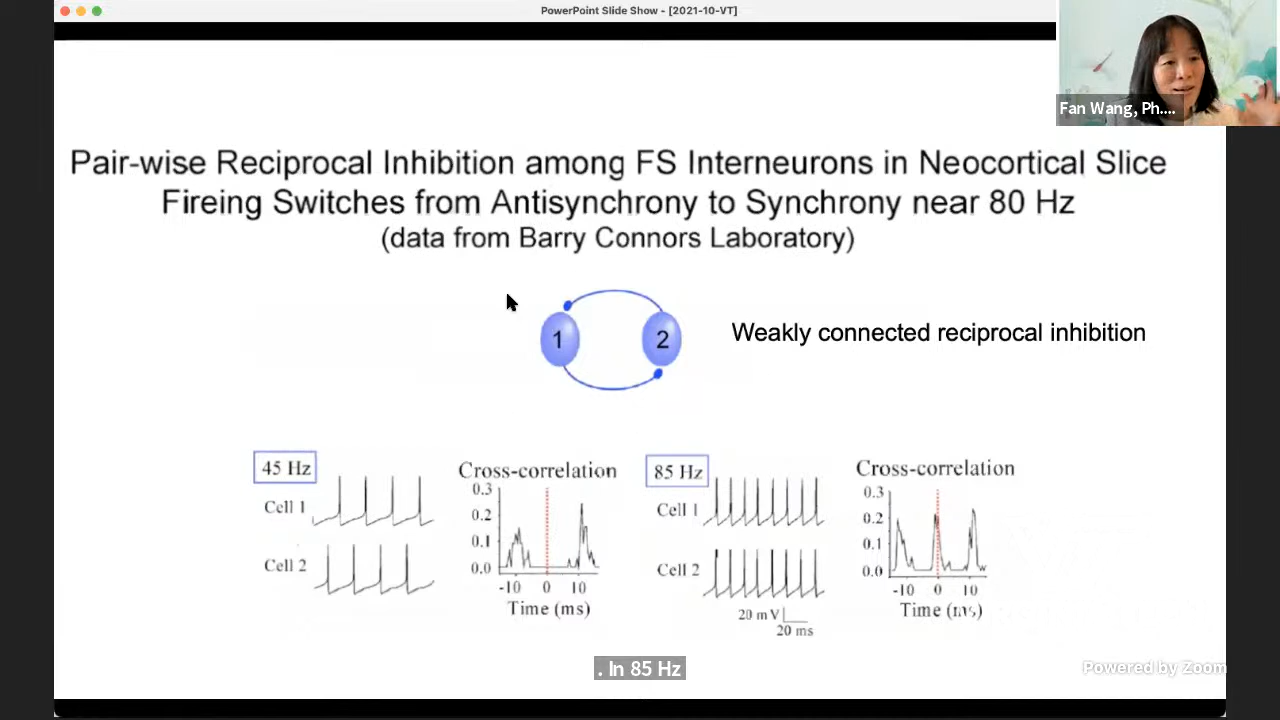 PowerPoint Slide Show - [2021-10-VT]
Fan Wang, Ph....
Pair-wise Reciprocal Inhibition among FS Interneurons in Neocortical Slice
Fireing Switches from Antisynchrony to Synchrony near 80 Hz
(data from Barry Connors Laboratory)
1
2
Weakly connected reciprocal inhibition
45 Hz
Cell 1
Cell 2
Cross-correlation
0.3
0.2
0.1
0.0
-10 0 10
Time (ms)
85 Hz
Cell 1
Cell 2
20 mV
20 ms
Cross-correlation
0.3
0.2
0.1
0.0
-10 0 10
Time (ms)
. In 85 Hz
Powered by Zoom